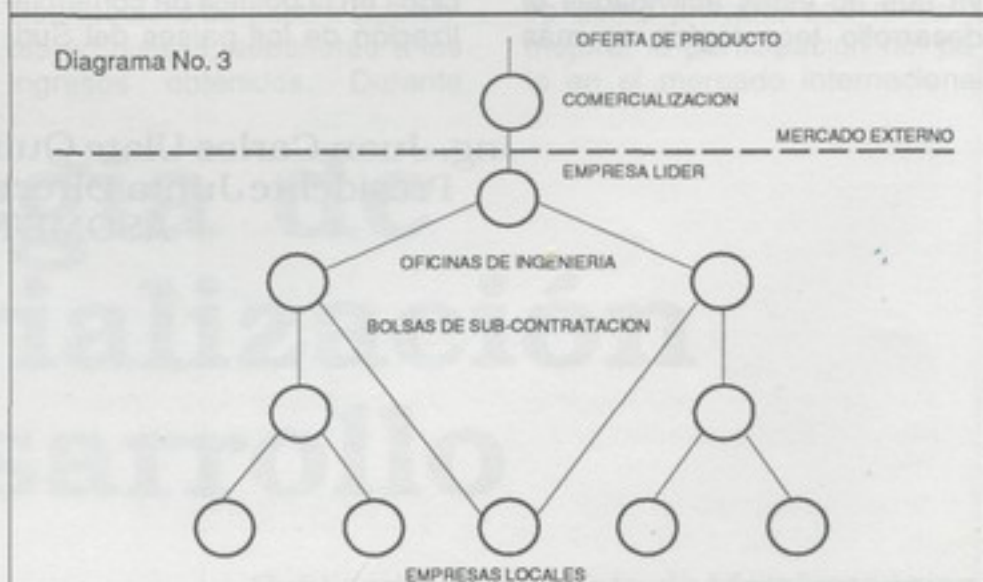 OFERTA DE PRODUCTO
Diagrama No. 3
COMERCIALIZACION
MERCADO EXTERNO
EMPRESA LIDER
OFICINAS DE INGENIERIA
BOLSAS DE SUB-CONTRATACION
EMPRESAS LOCALES